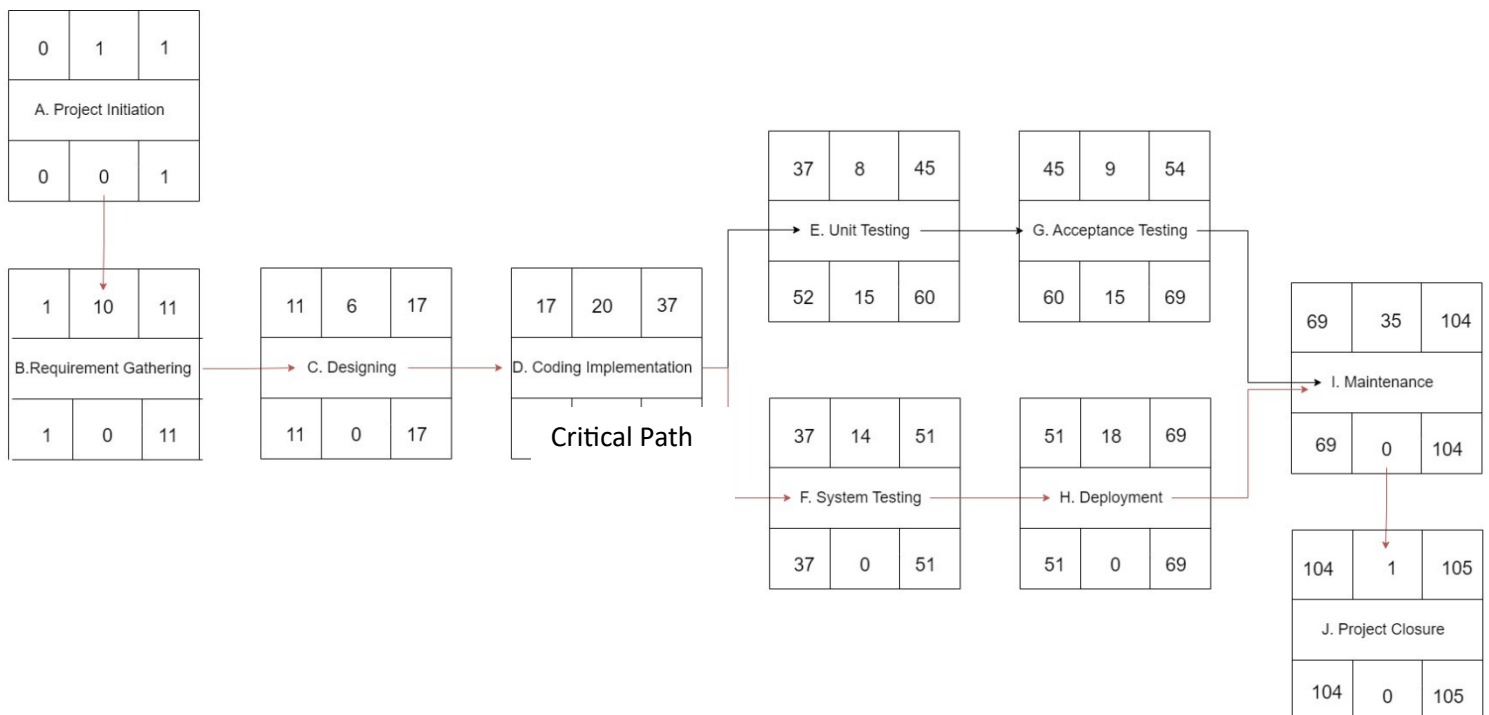 0 1 1
A. Project Initiation
0 0 1
1 10 11
B.Requirement Gathering
1 0 11
11 6 17
C. Designing
11 0 17
17 20 37
D. Coding Implementation
Critical Path
37 8 45
E. Unit Testing
52 15 60
45 9 54
G. Acceptance Testing
60 15 69
37 14 51
F. System Testing
37 0 51
51 18 69
H. Deployment
51 0 69
69 35 104
I. Maintenance
69 0 104
104 1 105
J. Project Closure
104 0 105